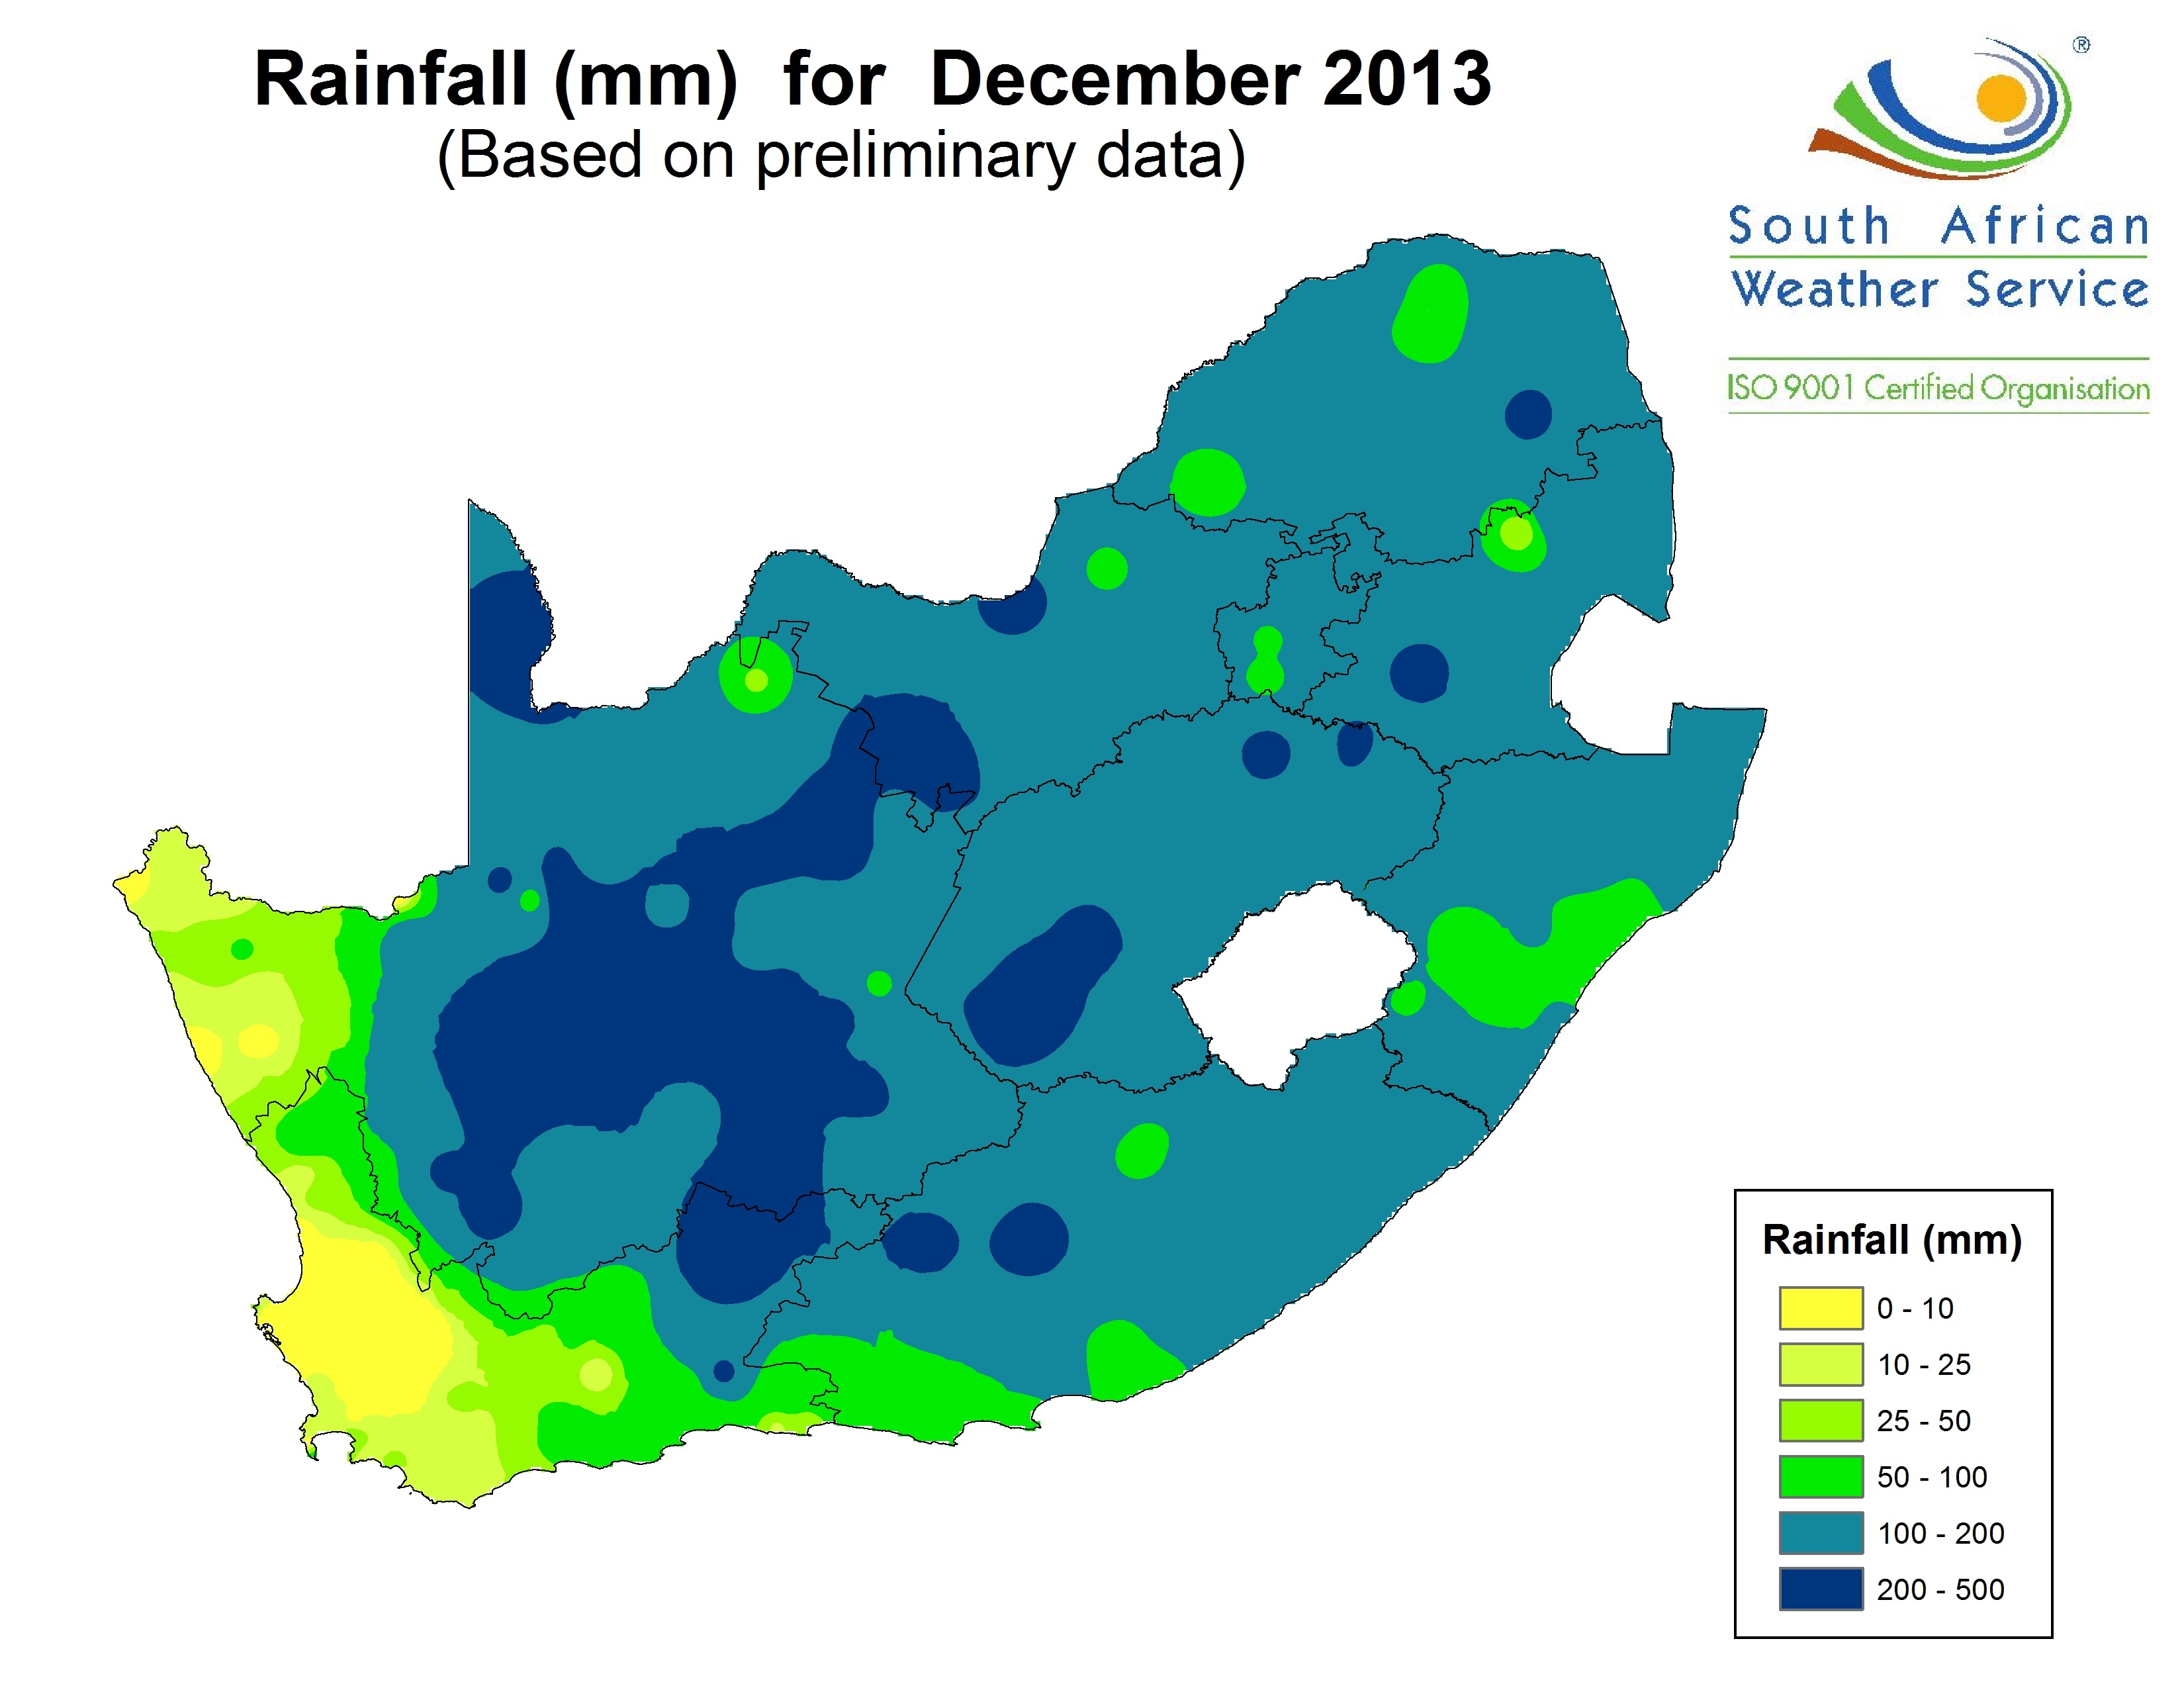 Rainfall (mm) for December 2013
(Based on preliminary data)
®
South African
Weather Service
ISO 9001 Certified Organisation
Rainfall (mm)
0 - 10
10 - 25
25 - 50
50 - 100
100 - 200
200 - 500